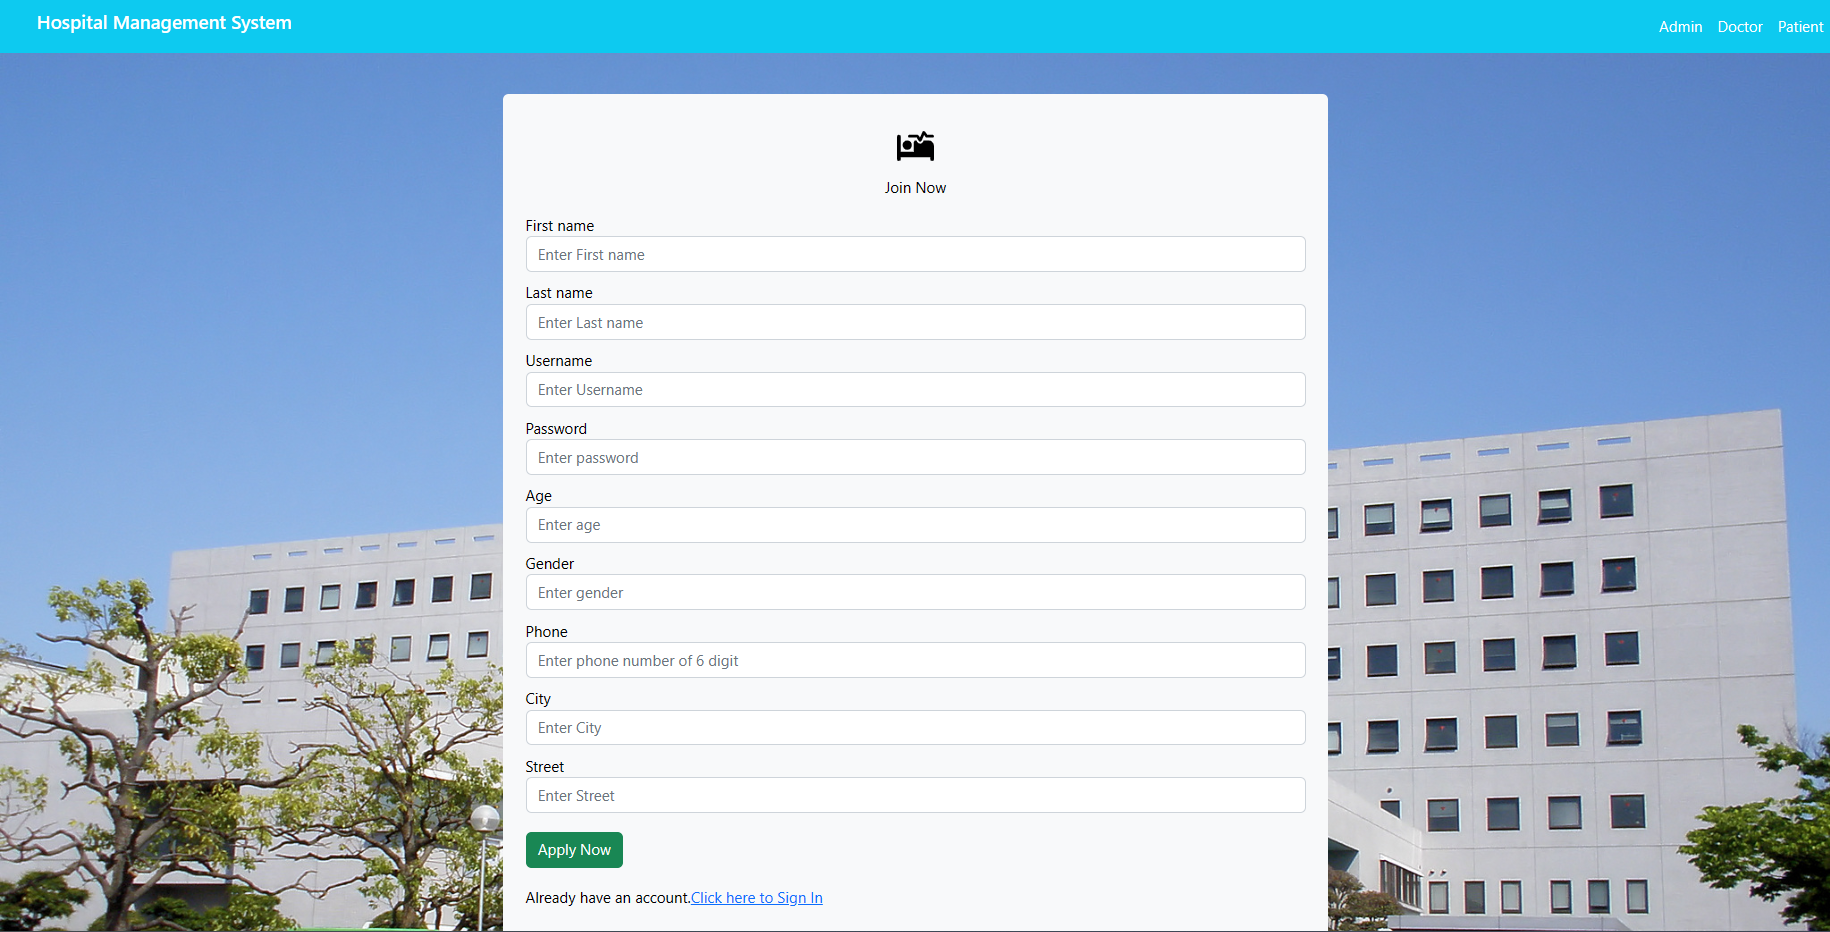 Hospital Management System
Admin Doctor Patient
Join Now
First name
Enter First name
Last name
Enter Last name
Username
Enter Username
Password
Enter password
Age
Enter age
Gender
Enter gender
Phone
Enter phone number of 6 digit
City
Enter City
Street
Enter Street
Apply Now
Already have an account.Click here to Sign In